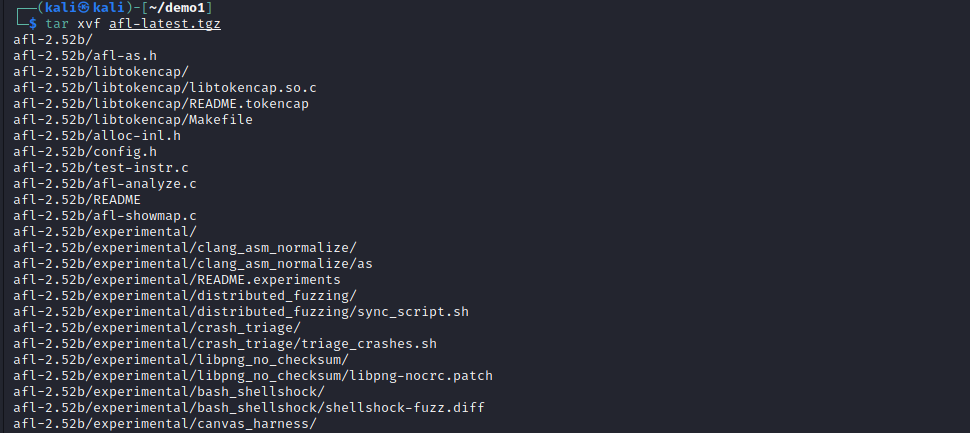 ┌──(kali㉿kali)-[~/demo1]
└─$ tar xvf afl-latest.tgz
afl-2.52b/
afl-2.52b/afl-as.h
afl-2.52b/libtokencap/
afl-2.52b/libtokencap/libtokencap.so.c
afl-2.52b/libtokencap/README.tokencap
afl-2.52b/libtokencap/Makefile
afl-2.52b/alloc-inl.h
afl-2.52b/config.h
afl-2.52b/test-instr.c
afl-2.52b/afl-analyze.c
afl-2.52b/README
afl-2.52b/afl-showmap.c
afl-2.52b/experimental/
afl-2.52b/experimental/clang_asm_normalize/
afl-2.52b/experimental/clang_asm_normalize/as
afl-2.52b/experimental/README.experiments
afl-2.52b/experimental/distributed_fuzzing/
afl-2.52b/experimental/distributed_fuzzing/sync_script.sh
afl-2.52b/experimental/crash_triage/
afl-2.52b/experimental/crash_triage/triage_crashes.sh
afl-2.52b/experimental/libpng_no_checksum/
afl-2.52b/experimental/libpng_no_checksum/libpng-nocrc.patch
afl-2.52b/experimental/bash_shellshock/
afl-2.52b/experimental/bash_shellshock/shellshock-fuzz.diff
afl-2.52b/experimental/canvas_harness/